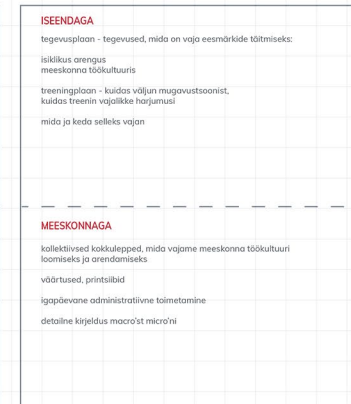 ISEENDAGA
tegevusplaan - tegevused, mida on vaja eesmärkide täitmiseks:
isiklikus arengus
meeskonna töökultuuris
treeningplaan - kuidas väljun mugavustsoonist,
kuidas treenin vajalikke harjumusi
mida ja keda selleks vajan
MEESKONNAGA
kollektiivsed kokkulepped, mida vajame meeskonna töökultuuri
loomiseks ja arendamiseks
väärtused, printsiibid
igapäevane administratiivne toimetamine
detailne kirjeldus macro'st micro'ni